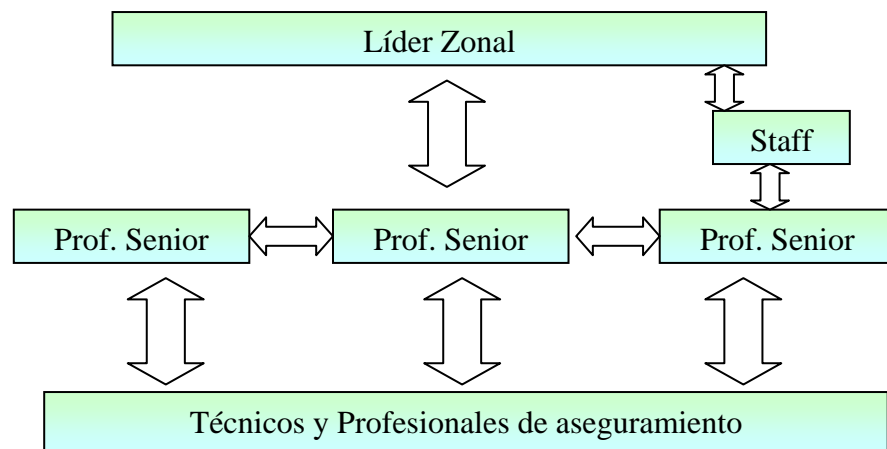 Líder Zonal
Staff
Prof. Senior
Prof. Senior
Prof. Senior
Técnicos y Profesionales de aseguramiento